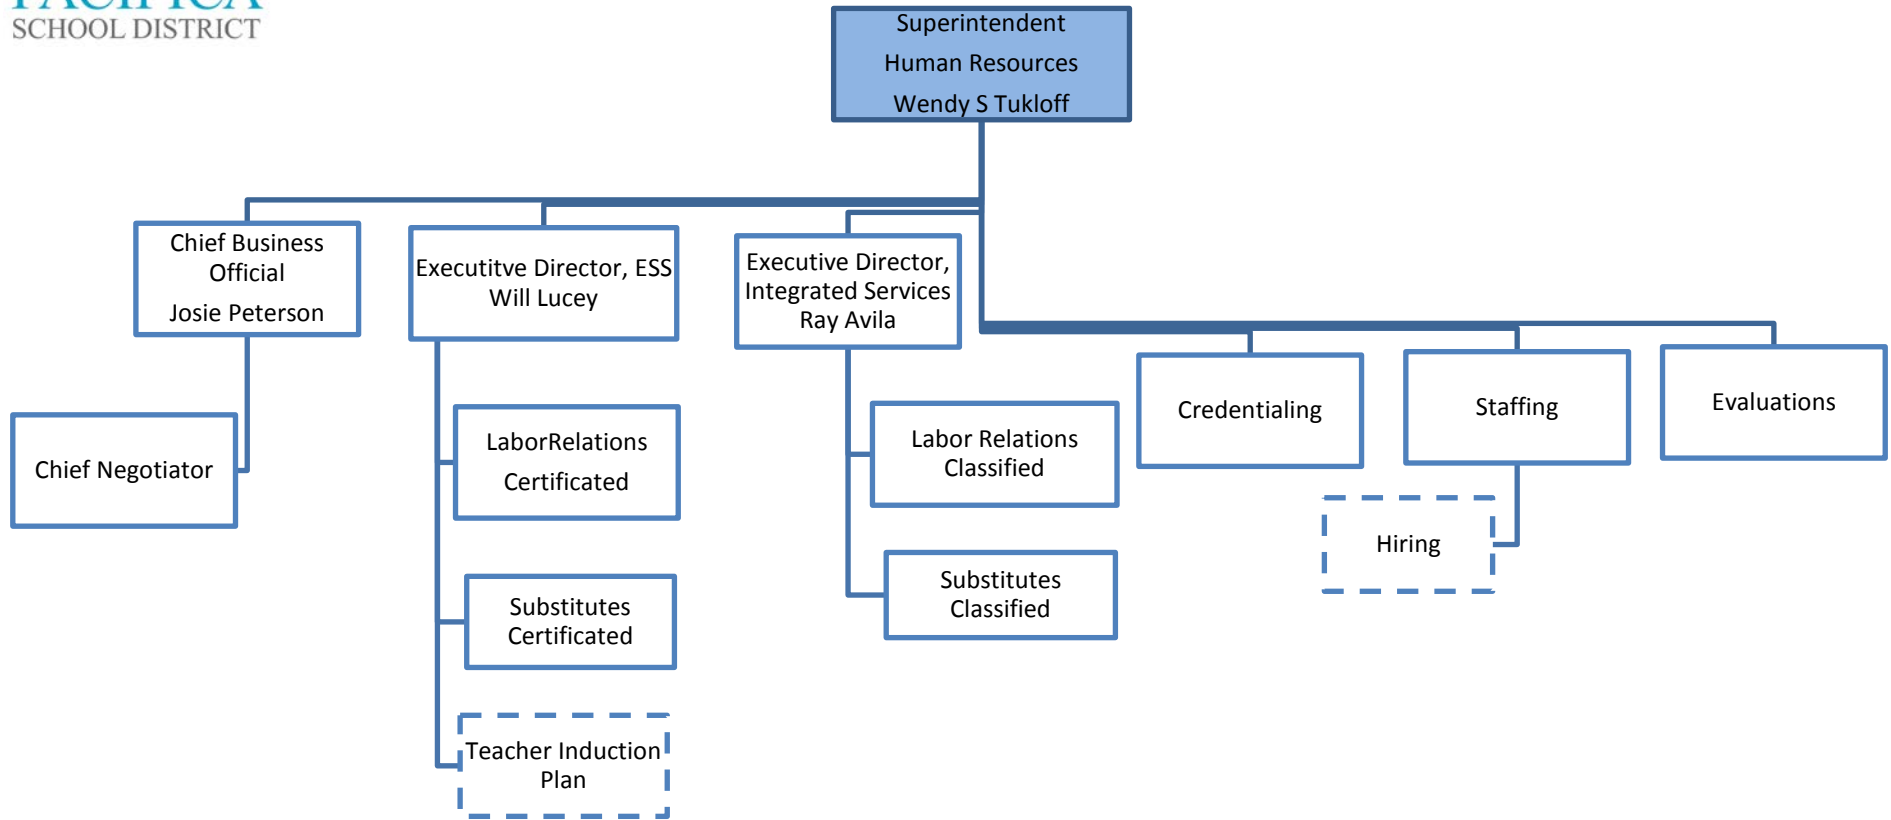 PACIFICA
SCHOOL DISTRICT
Superintendent
Human Resources
Wendy S Tukloff
Chief Business
Official
Josie Peterson
Executitve Director, ESS
Will Lucey
Executive Director,
Integrated Services
Ray Avila
Credentialing
Staffing
Evaluations
Chief Negotiator
LaborRelations
Certificated
Labor Relations
Classified
Hiring
Substitutes
Certificated
Substitutes
Classified
Teacher Induction
Plan